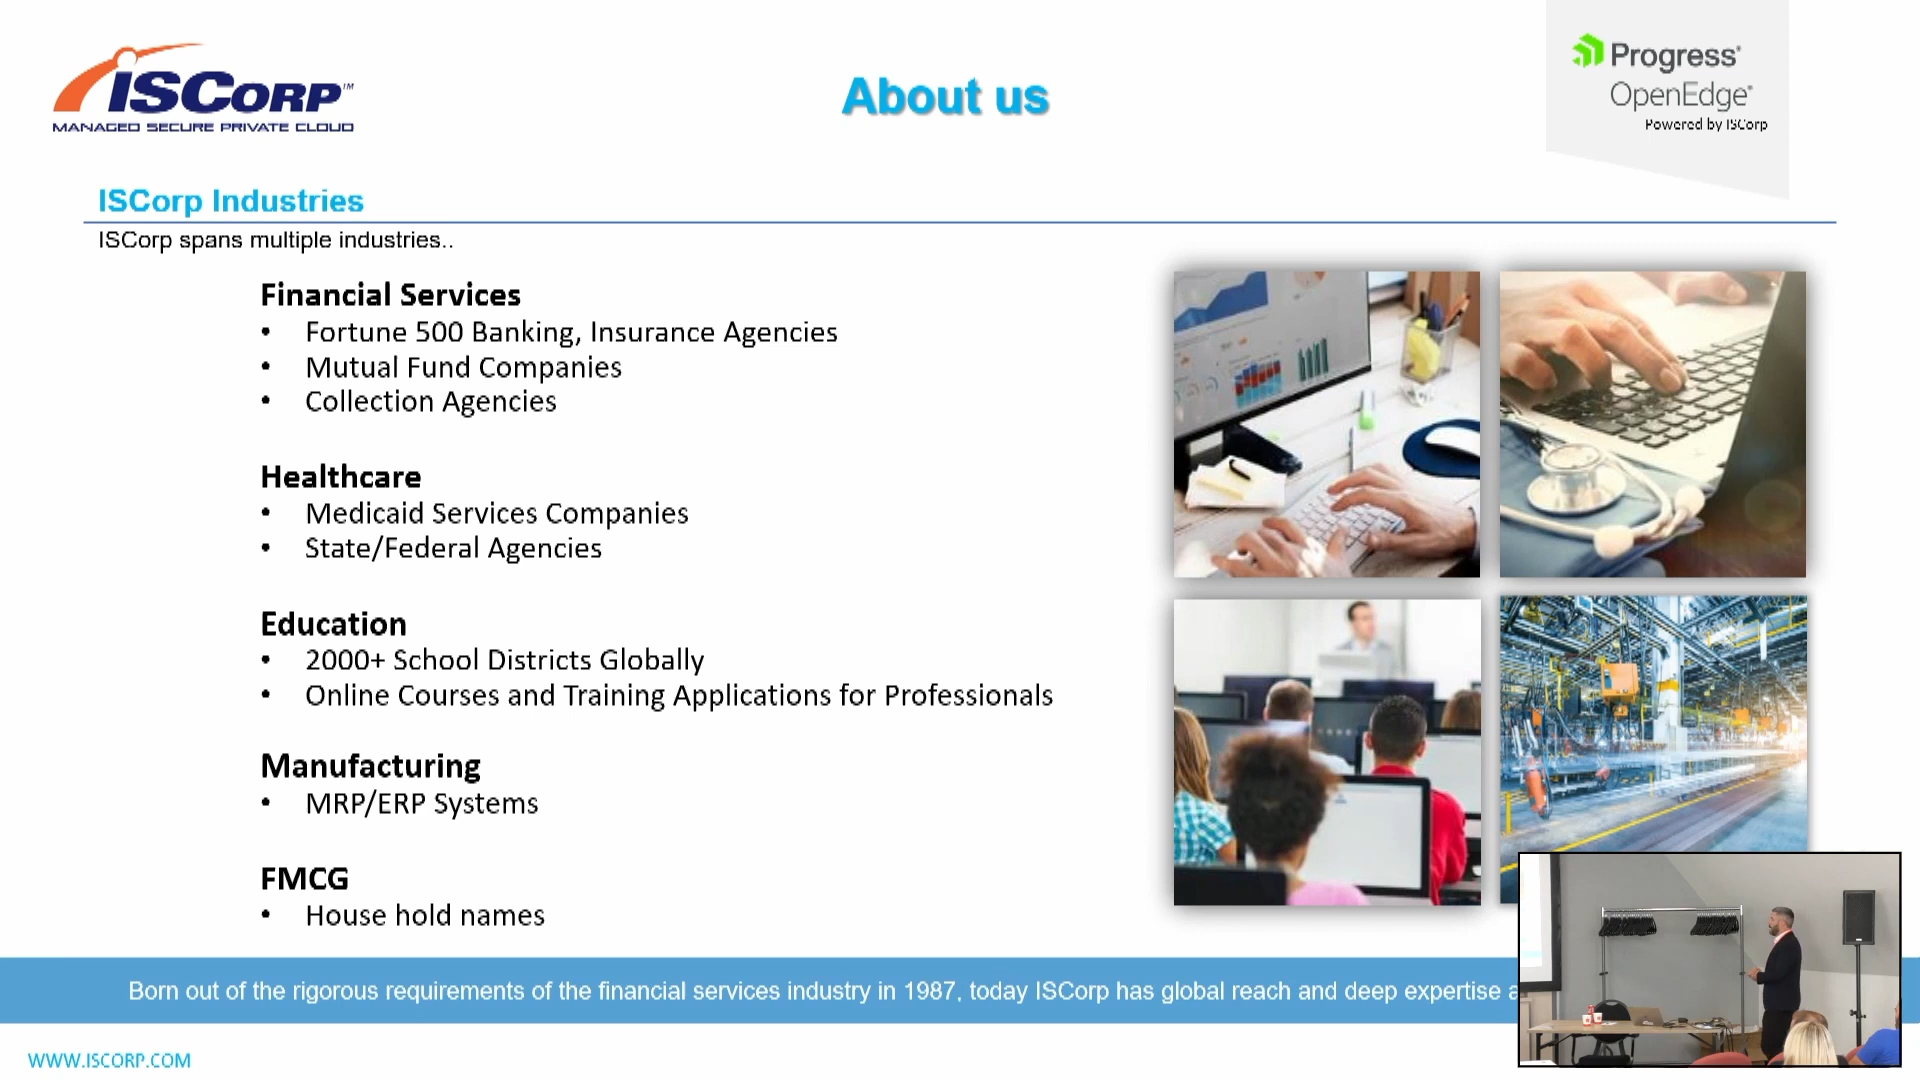 ISCORP™
MANAGED SECURE PRIVATE CLOUD
About us
Progress®
OpenEdge®
Powered by ISCorp
ISCorp Industries
ISCorp spans multiple industries..
Financial Services
• Fortune 500 Banking, Insurance Agencies
• Mutual Fund Companies
• Collection Agencies
Healthcare
• Medicaid Services Companies
• State/Federal Agencies
Education
• 2000+ School Districts Globally
• Online Courses and Training Applications for Professionals
Manufacturing
• MRP/ERP Systems
FMCG
• House hold names
Born out of the rigorous requirements of the financial services industry in 1987, today ISCorp has global reach and deep expertise
WWW.ISCORP.COM